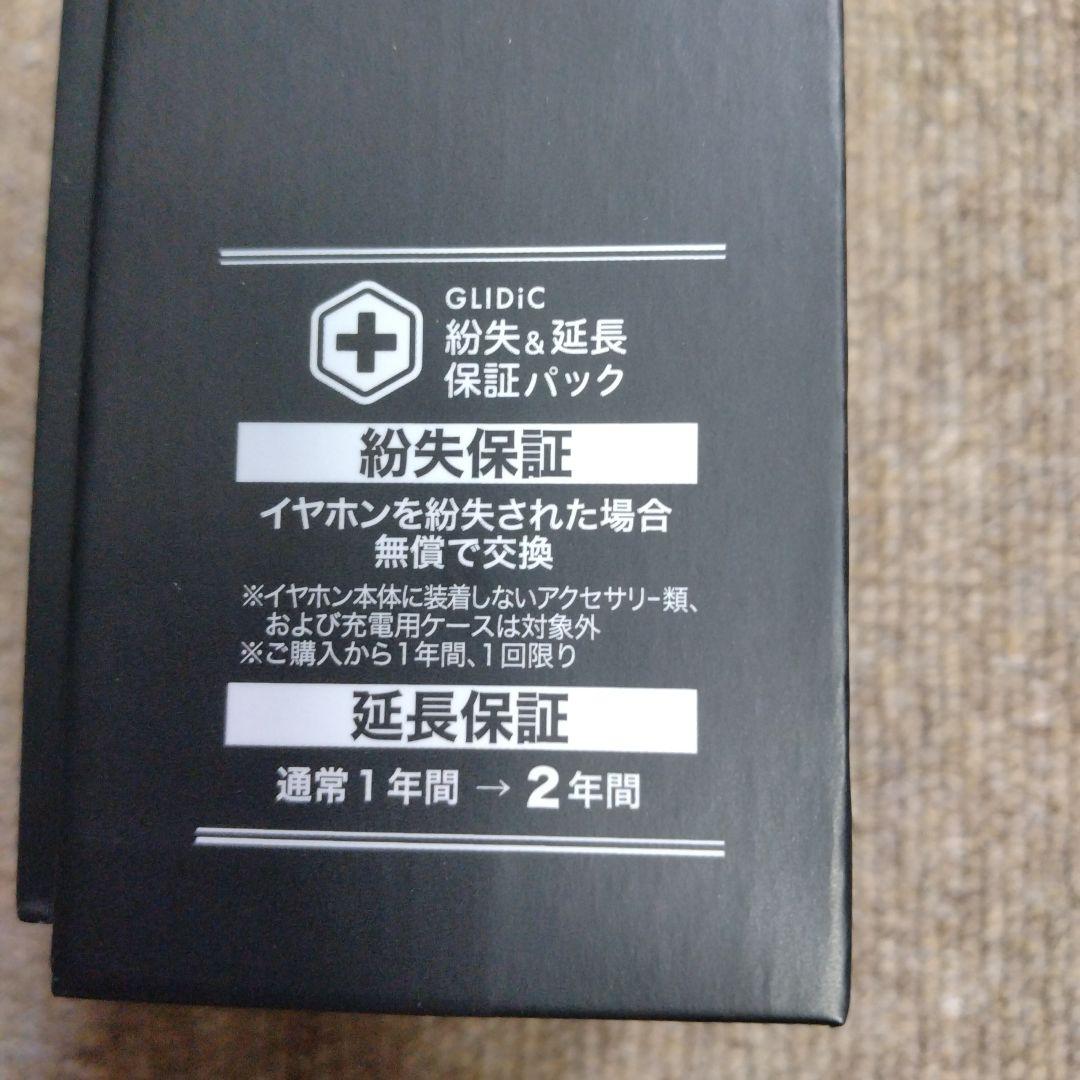 GLIDiC
紛失&延長
保証パック
紛失保証
イヤホンを紛失された場合
無償で交換
※イヤホン本体に装着しないアクセサリー類、
および充電用ケースは対象外
※ご購入から1年間、1回限り
延長保証
通常1年間 → 2年間